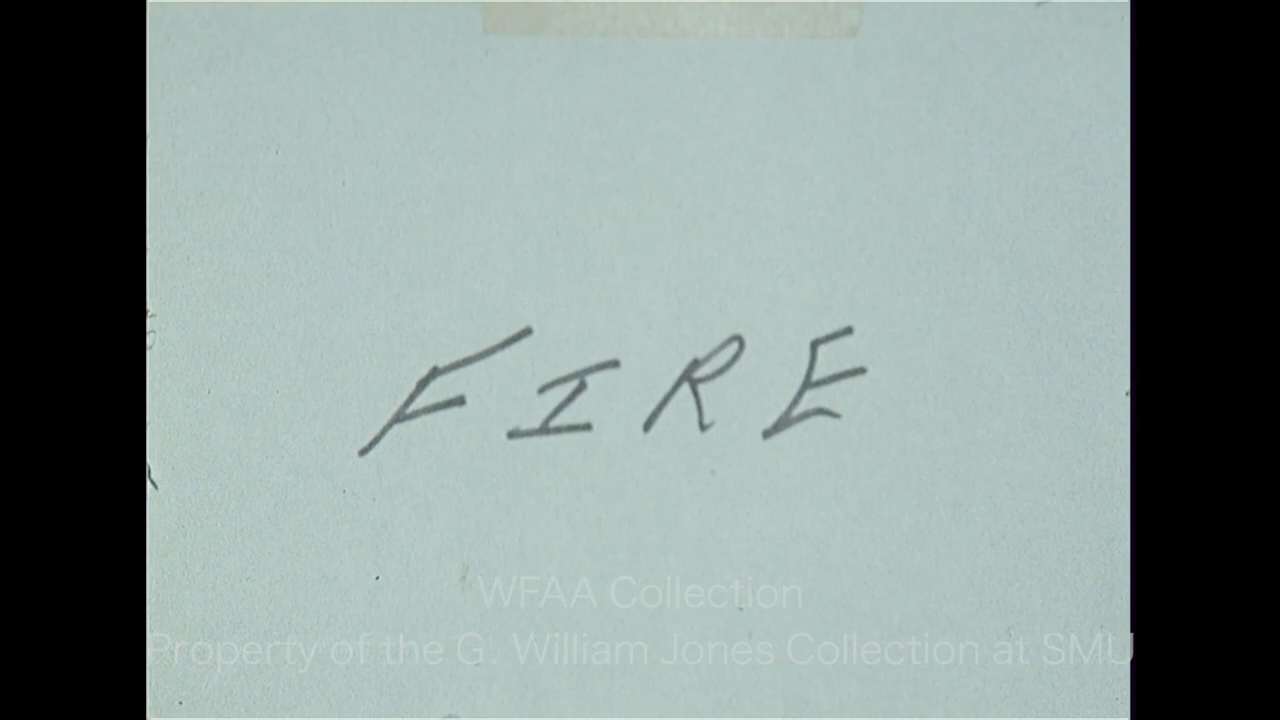 FIRE
WFAA Collection
Property of the G. William Jones Collection at SMU